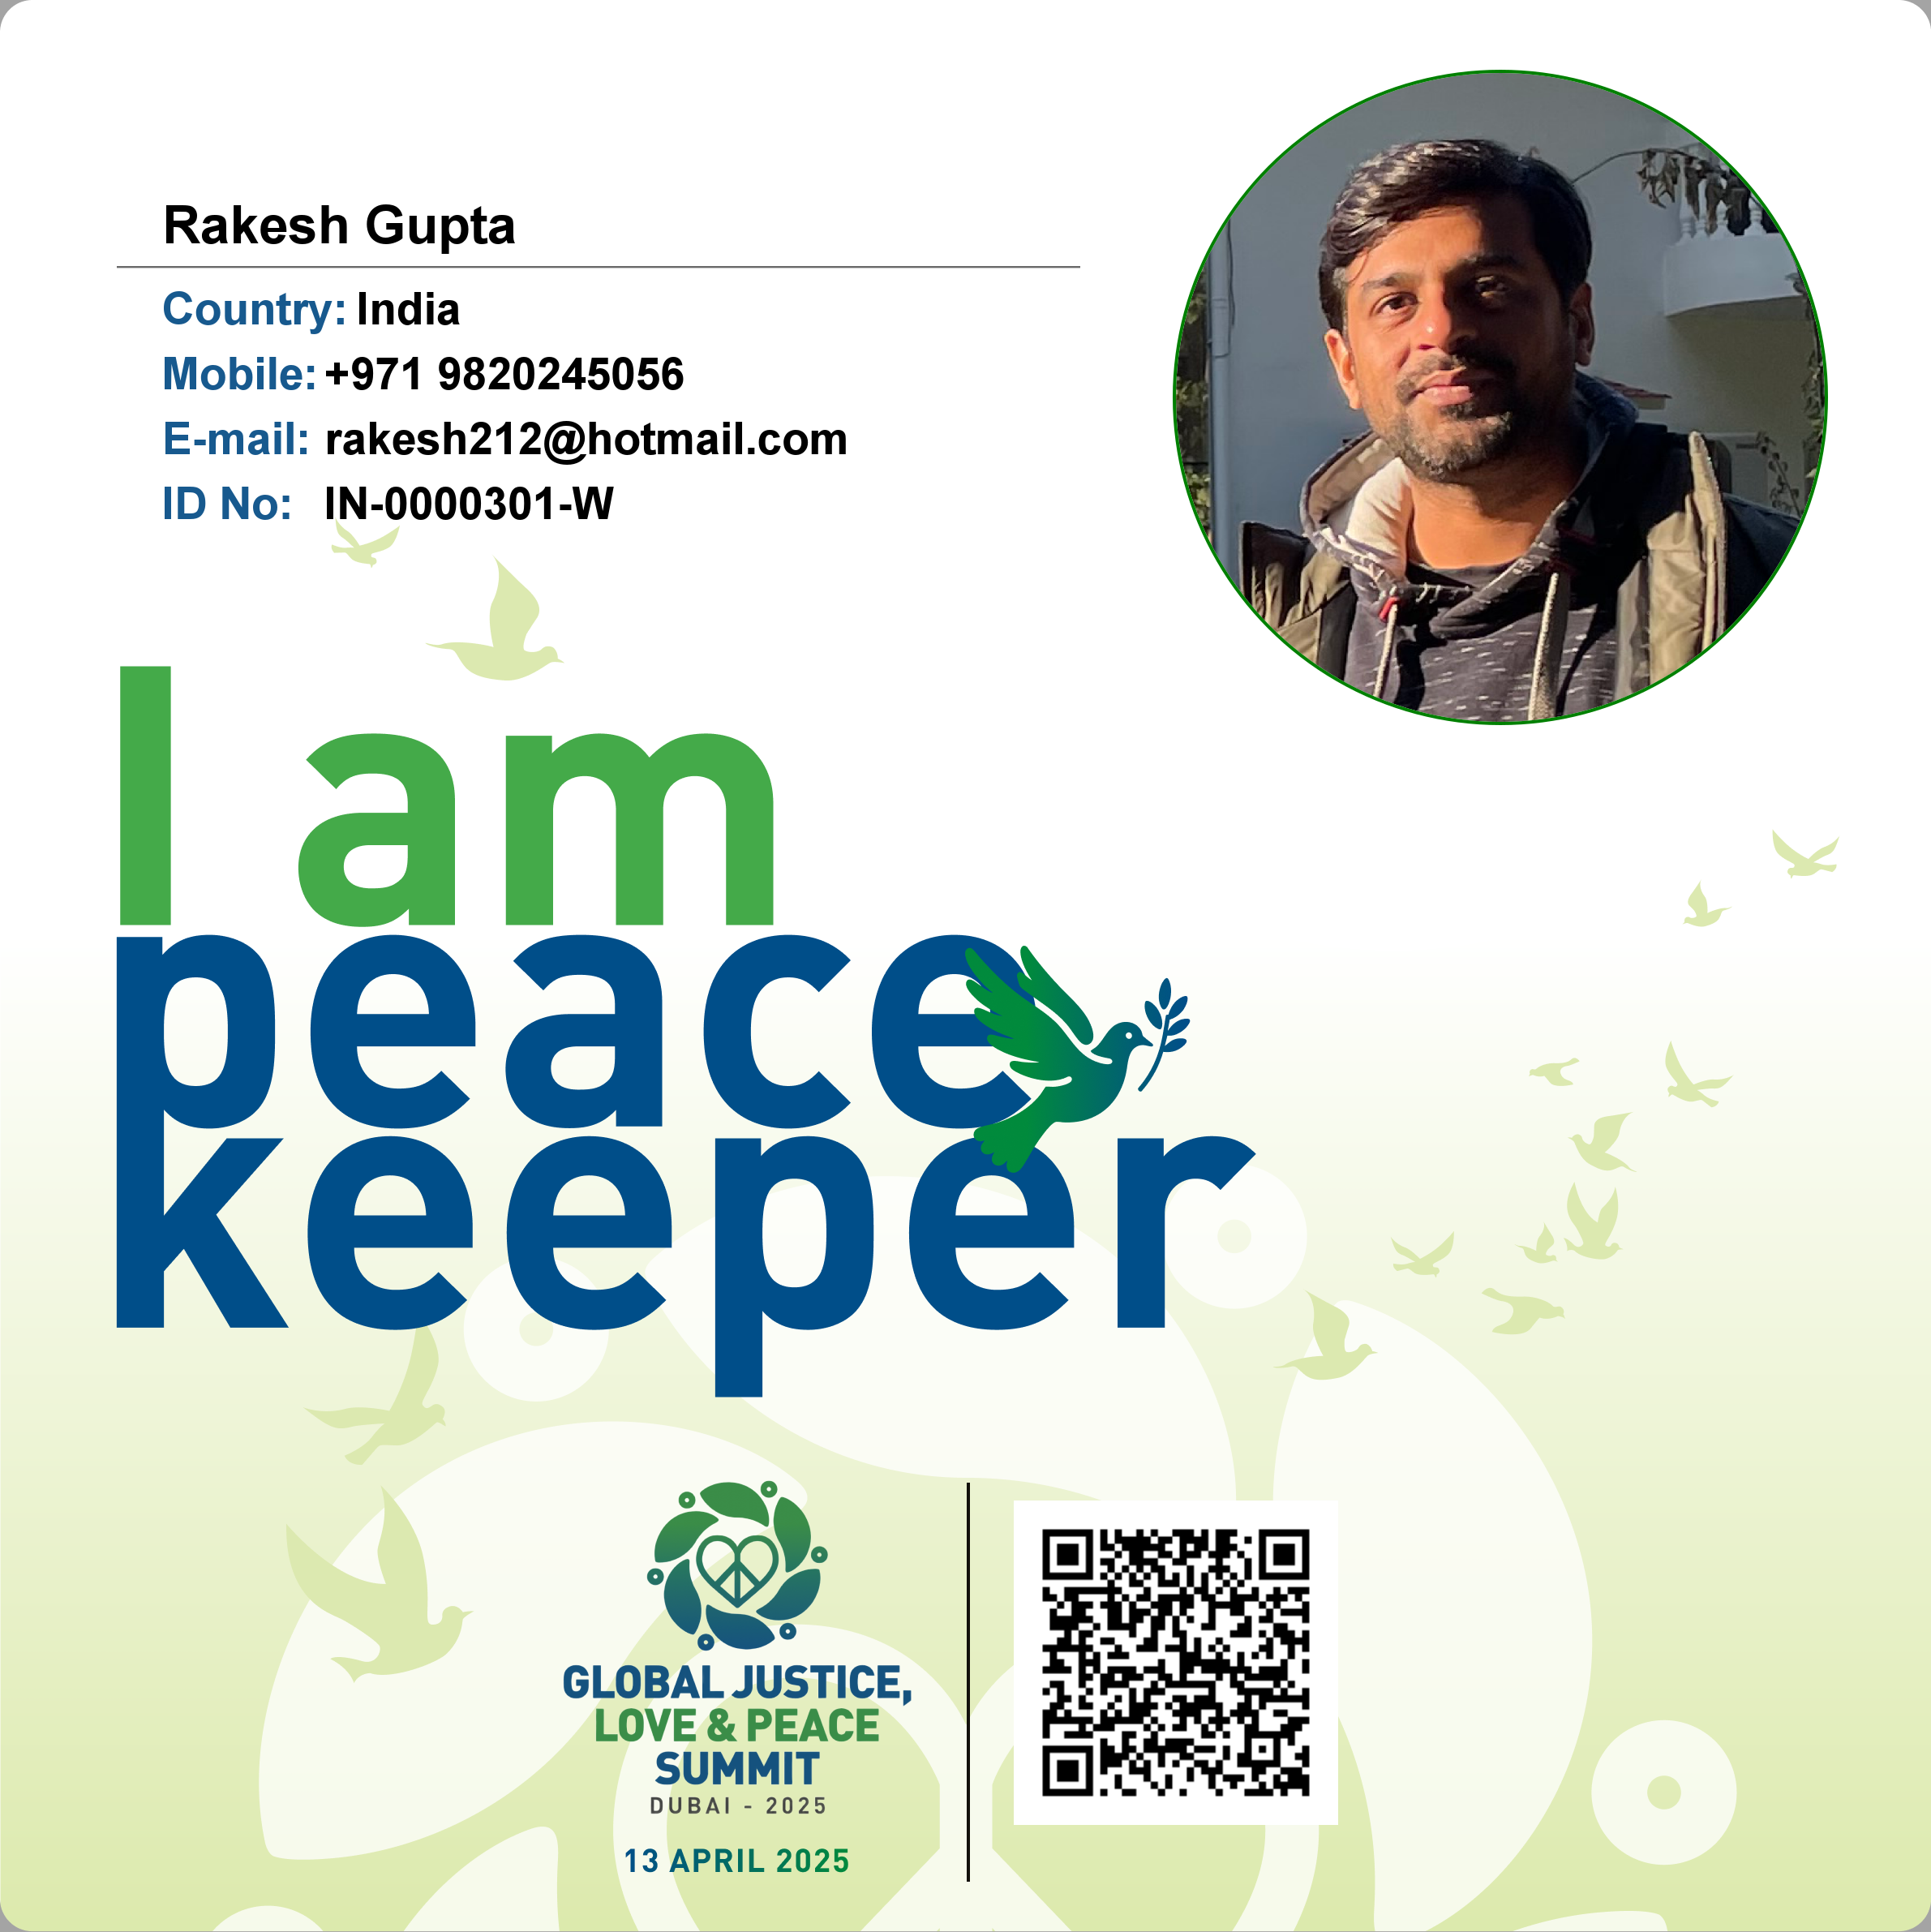 Rakesh Gupta
Country: India
Mobile: +971 9820245056
E-mail: rakesh212@hotmail.com
ID No: IN-0000301-W
I am
peace
keeper
GLOBAL JUSTICE,
LOVE & PEACE
SUMMIT
DUBAI - 2025
13 APRIL 2025